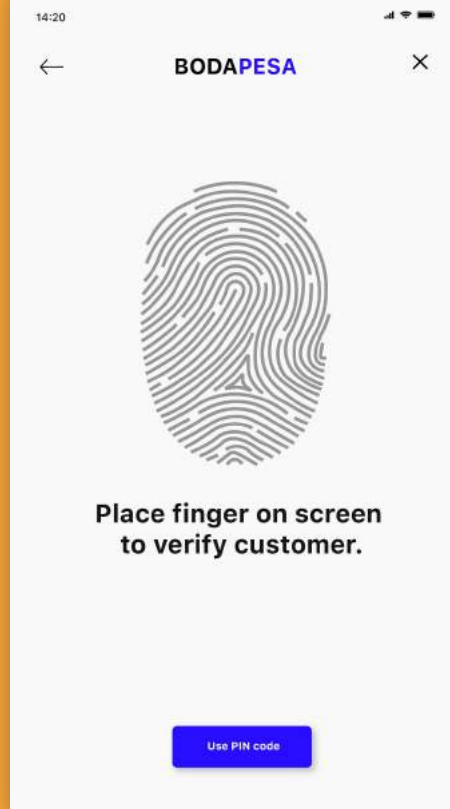 14:20
BODAPESA
Place finger on screen
to verify customer.
Use PIN code